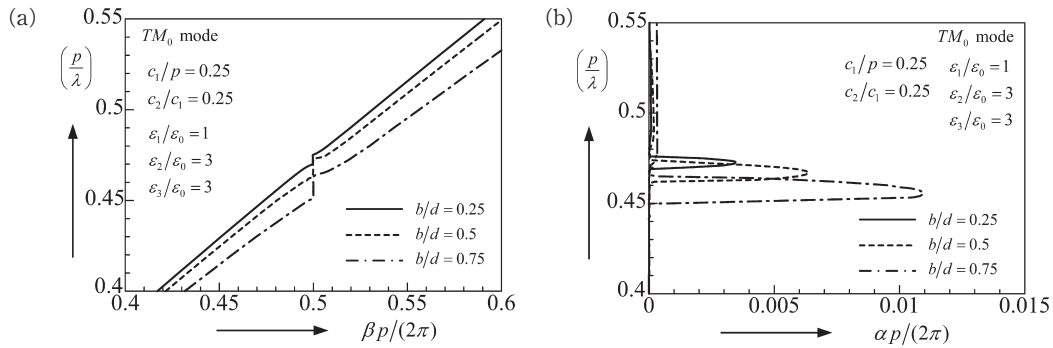 (a)
0.55
0.5
0.45
0.4
(p/λ)
TM₀ mode
c₁/p = 0.25
c₂/c₁ = 0.25
ε₁/ε₀ = 1
ε₂/ε₀ = 3
ε₃/ε₀ = 3
b/d = 0.25
b/d = 0.5
b/d = 0.75
0.4 0.45 0.5 0.55 0.6
βp/(2π)
(b)
0.55
0.5
0.45
0.4
(p/λ)
TM₀ mode
c₁/p = 0.25
c₂/c₁ = 0.25
ε₁/ε₀ = 1
ε₂/ε₀ = 3
ε₃/ε₀ = 3
b/d = 0.25
b/d = 0.5
b/d = 0.75
0 0.005 0.01 0.015
αp/(2π)